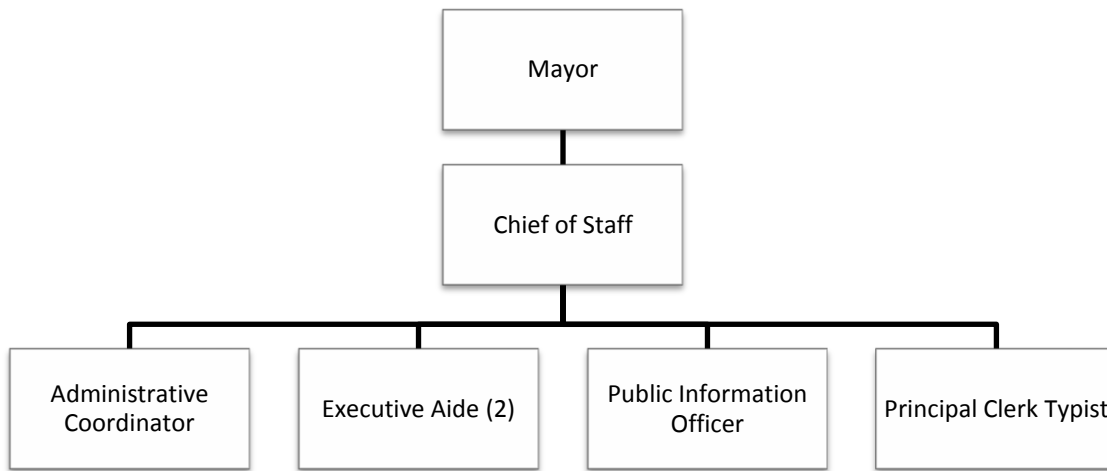 Mayor
Chief of Staff
Administrative
Coordinator
Executive Aide (2)
Public Information
Officer
Principal Clerk Typist